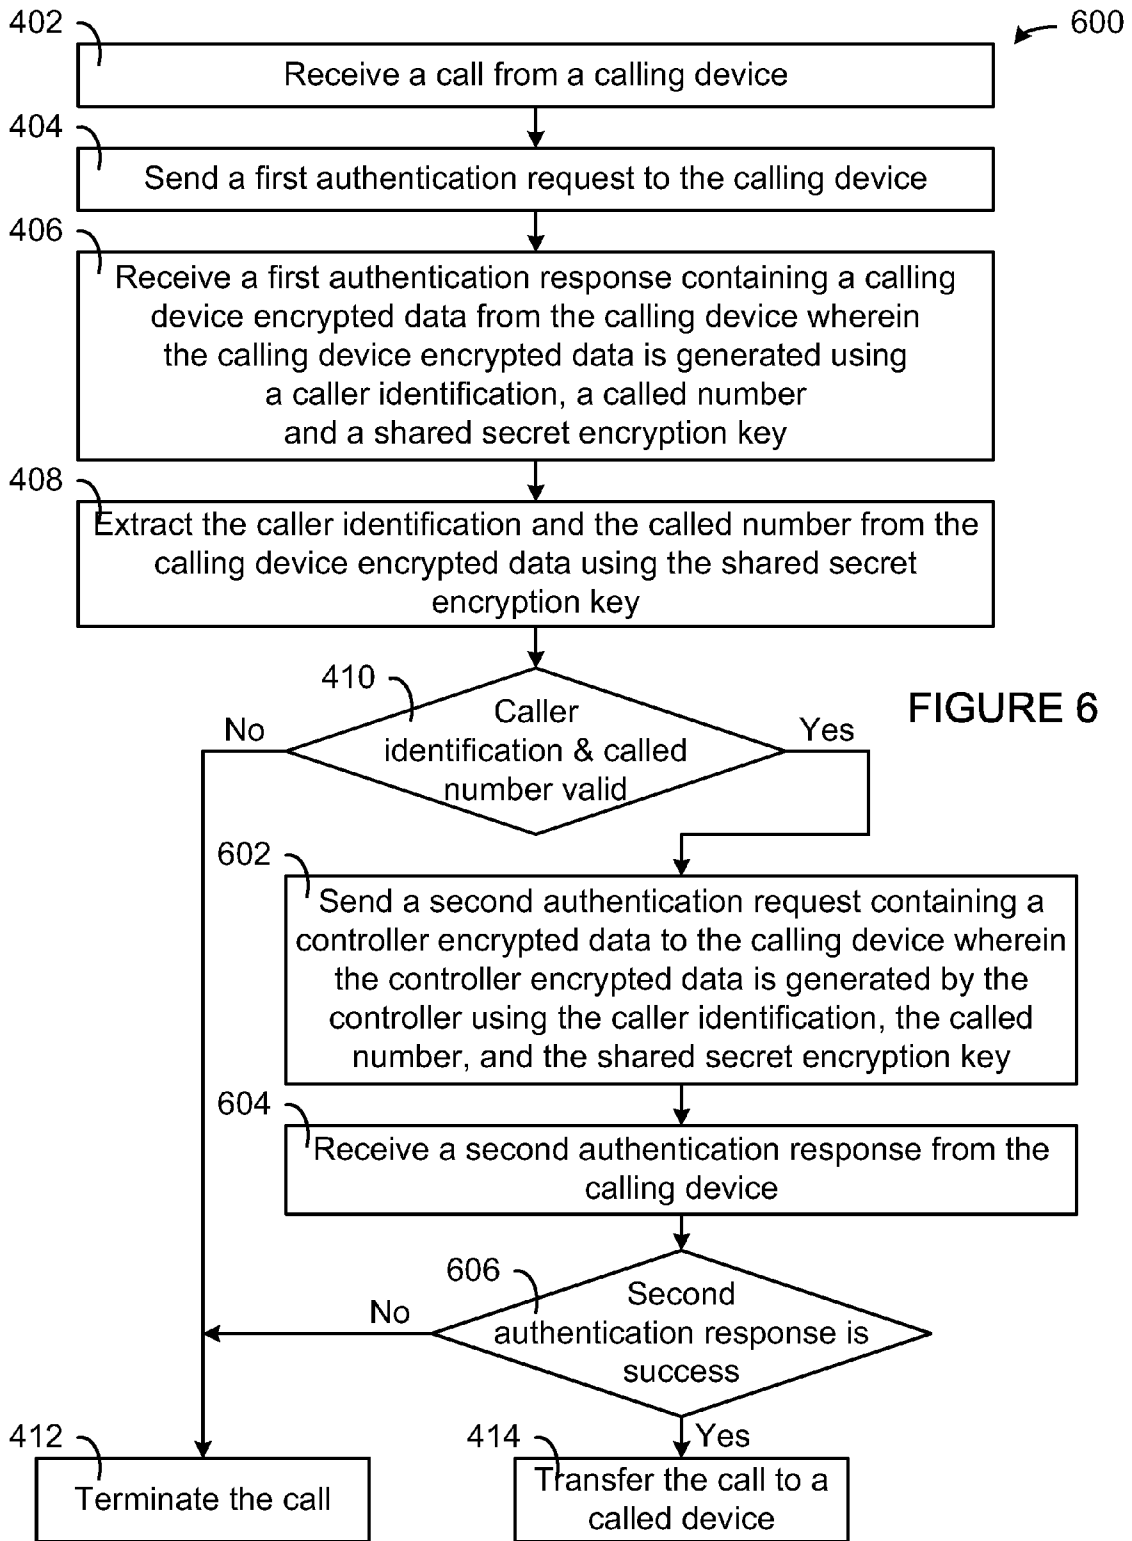 402
600
Receive a call from a calling device
404
Send a first authentication request to the calling device
406
Receive a first authentication response containing a calling
device encrypted data from the calling device wherein
the calling device encrypted data is generated using
a caller identification, a called number
and a shared secret encryption key
408
Extract the caller identification and the called number from the
calling device encrypted data using the shared secret
encryption key
410
FIGURE 6
No
Caller
Yes
identification & called
number valid
602
Send a second authentication request containing a
controller encrypted data to the calling device wherein
the controller encrypted data is generated by the
controller using the caller identification, the called
number, and the shared secret encryption key
604
Receive a second authentication response from the
calling device
606
No
Second
authentication response is
success
412
414
Yes
Terminate the call
Transfer the call to a
called device